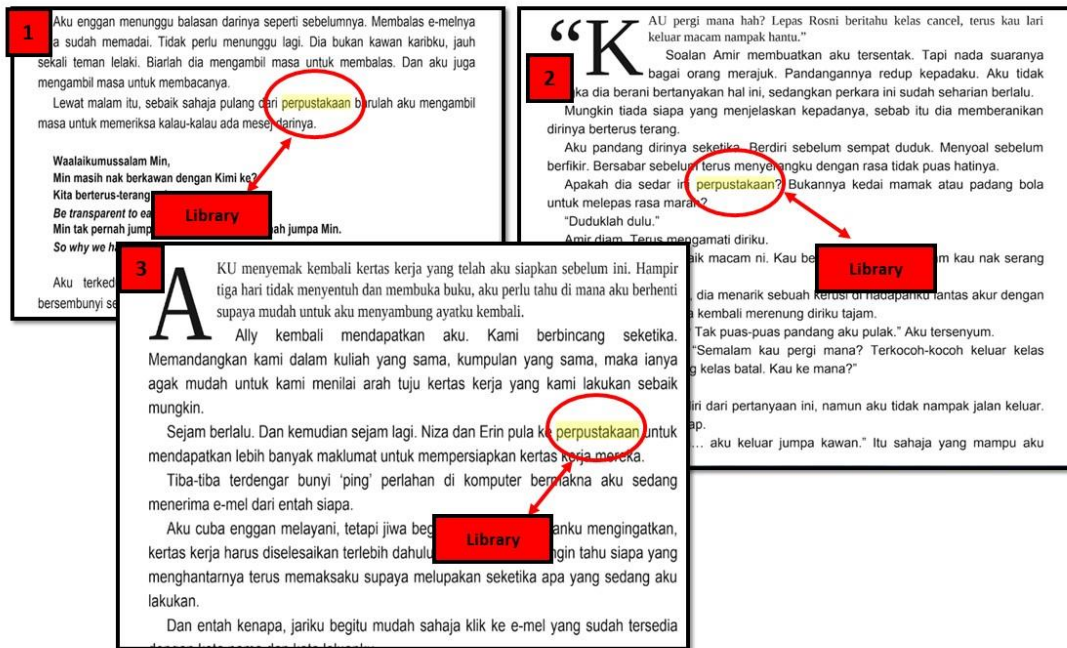 1
Aku enggan menunggu balasan darinya seperti sebelumnya. Membalas e-melnya
sudah memadai. Tidak perlu menunggu lagi. Dia bukan kawan karibku, jauh
sekali teman lelaki. Biarlah dia mengambil masa untuk membalas. Dan aku juga
mengambil masa untuk membacanya.
Lewat malam itu, sebaik sahaja pulang dari perpustakaan barulah aku mengambil
masa untuk memeriksa kalau-kalau ada mesej darinya.
Waalaikumussalam Min,
Min masih nak berkawan dengan Kimi ke?
Kita berterus-terang
Be transparent to
Min tak pernah jumpa jumpa Min.
So why we
Library
Aku
bersembunyi
2
“KAU pergi mana hah? Lepas Rosni beritahu kelas cancel, terus kau lari
keluar macam nampak hantu.”
Soalan Amir membuatkan aku tersentak. Tapi nada suaranya
bagai orang merajuk. Pandangannya redup kepadaku. Aku tidak
dia berani bertanyakan hal ini, sedangkan perkara ini sudah seharian berlalu.
Mungkin tiada siapa yang menjelaskan kepadanya, sebab itu dia memberanikan
dirinya berterus terang.
Aku pandang dirinya seketika. Berdiri sebelum sempat duduk. Menyoal sebelum
berfikir. Bersabar sebelum terus menyerangku dengan rasa tidak puas hatinya.
Apakah dia sedar ini perpustakaan? Bukannya kedai mamak atau padang bola
untuk melepas rasa marah?
“Duduklah dulu.”
Amir diam. Terus mengamati diriku.
macam ni. Kau kau nak serang
Library
dia menarik sebuah kerusi di hadapanku lantas akur dengan
kembali merenung diriku tajam.
Tak puas-puas pandang aku pulak.” Aku tersenyum.
“Semalam kau pergi mana? Terkocoh-kocoh keluar kelas
kelas batal. Kau ke mana?”
dari pertanyaan ini, namun aku tidak nampak jalan keluar.
... aku keluar jumpa kawan.” Itu sahaja yang mampu aku
3
AKU menyemak kembali kertas kerja yang telah aku siapkan sebelum ini. Hampir
tiga hari tidak menyentuh dan membuka buku, aku perlu tahu di mana aku berhenti
supaya mudah untuk aku menyambung ayatku kembali.
Ally kembali mendapatkan aku. Kami berbincang seketika.
Memandangkan kami dalam kuliah yang sama, kumpulan yang sama, maka ianya
agak mudah untuk kami menilai arah tuju kertas kerja yang kami lakukan sebaik
mungkin.
Sejam berlalu. Dan kemudian sejam lagi. Niza dan Erin pula ke perpustakaan untuk
mendapatkan lebih banyak maklumat untuk mempersiapkan kertas kerja mereka.
Tiba-tiba terdengar bunyi ‘ping’ perlahan di komputer bermakna aku sedang
menerima e-mel dari entah siapa.
Aku cuba enggan melayani, tetapi jiwa mengingatkan,
Library
kertas kerja harus diselesaikan terlebih dahulu tahu siapa yang
menghantarnya terus memaksaku supaya melupakan seketika apa yang sedang aku
lakukan.
Dan entah kenapa, jariku begitu mudah sahaja klik ke e-mel yang sudah tersedia